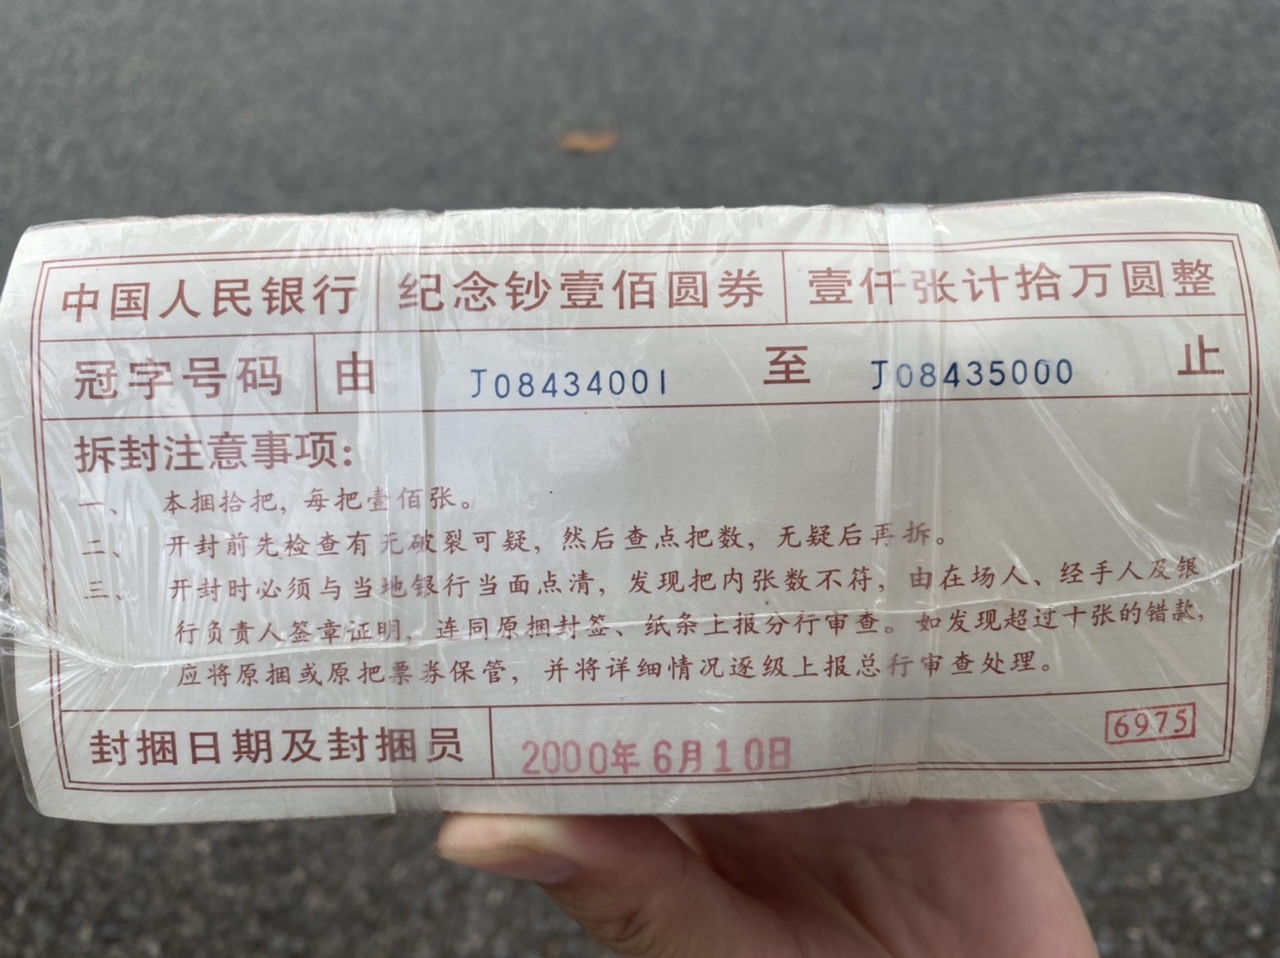 中国人民银行 纪念钞壹佰圆券 壹仟张计拾万圆整
冠字号码 由 J08434001 至 J08435000 止
拆封注意事项:
一、 本捆拾把, 每把壹佰张。
二、 开封前先检查有无破裂可疑, 然后查点把数, 无疑后再拆。
三、 开封时必须与当地银行当面点清, 发现把内张数不符, 由在场人、经手人及银
行负责人签章证明, 连同原捆封签、纸条上报分行审查。如发现超过十张的错款,
应将原捆或原把票券保管, 并将详细情况逐级上报总行审查处理。
封捆日期及封捆员 2000年6月10日 6975